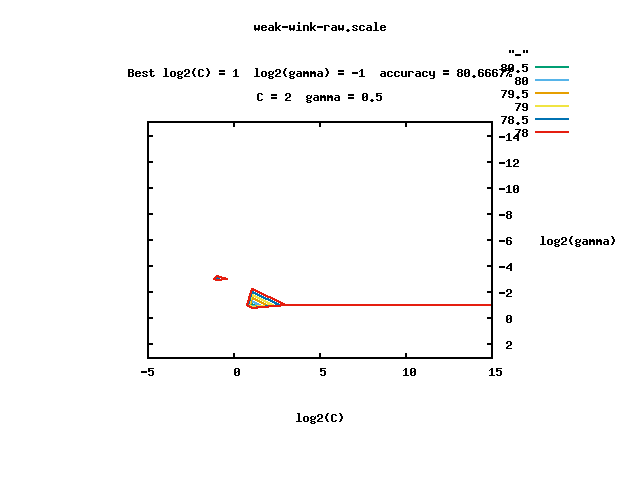 weak-wink-raw.scale
"-"
Best log2(C) = 1  log2(gamma) = -1  accuracy = 80.6667%
80.5
80
79.5
C = 2  gamma = 0.5
79
78.5
78
-14
-12
-10
-8
-6
log2(gamma)
-4
-2
0
2
-5 0 5 10 15
log2(C)